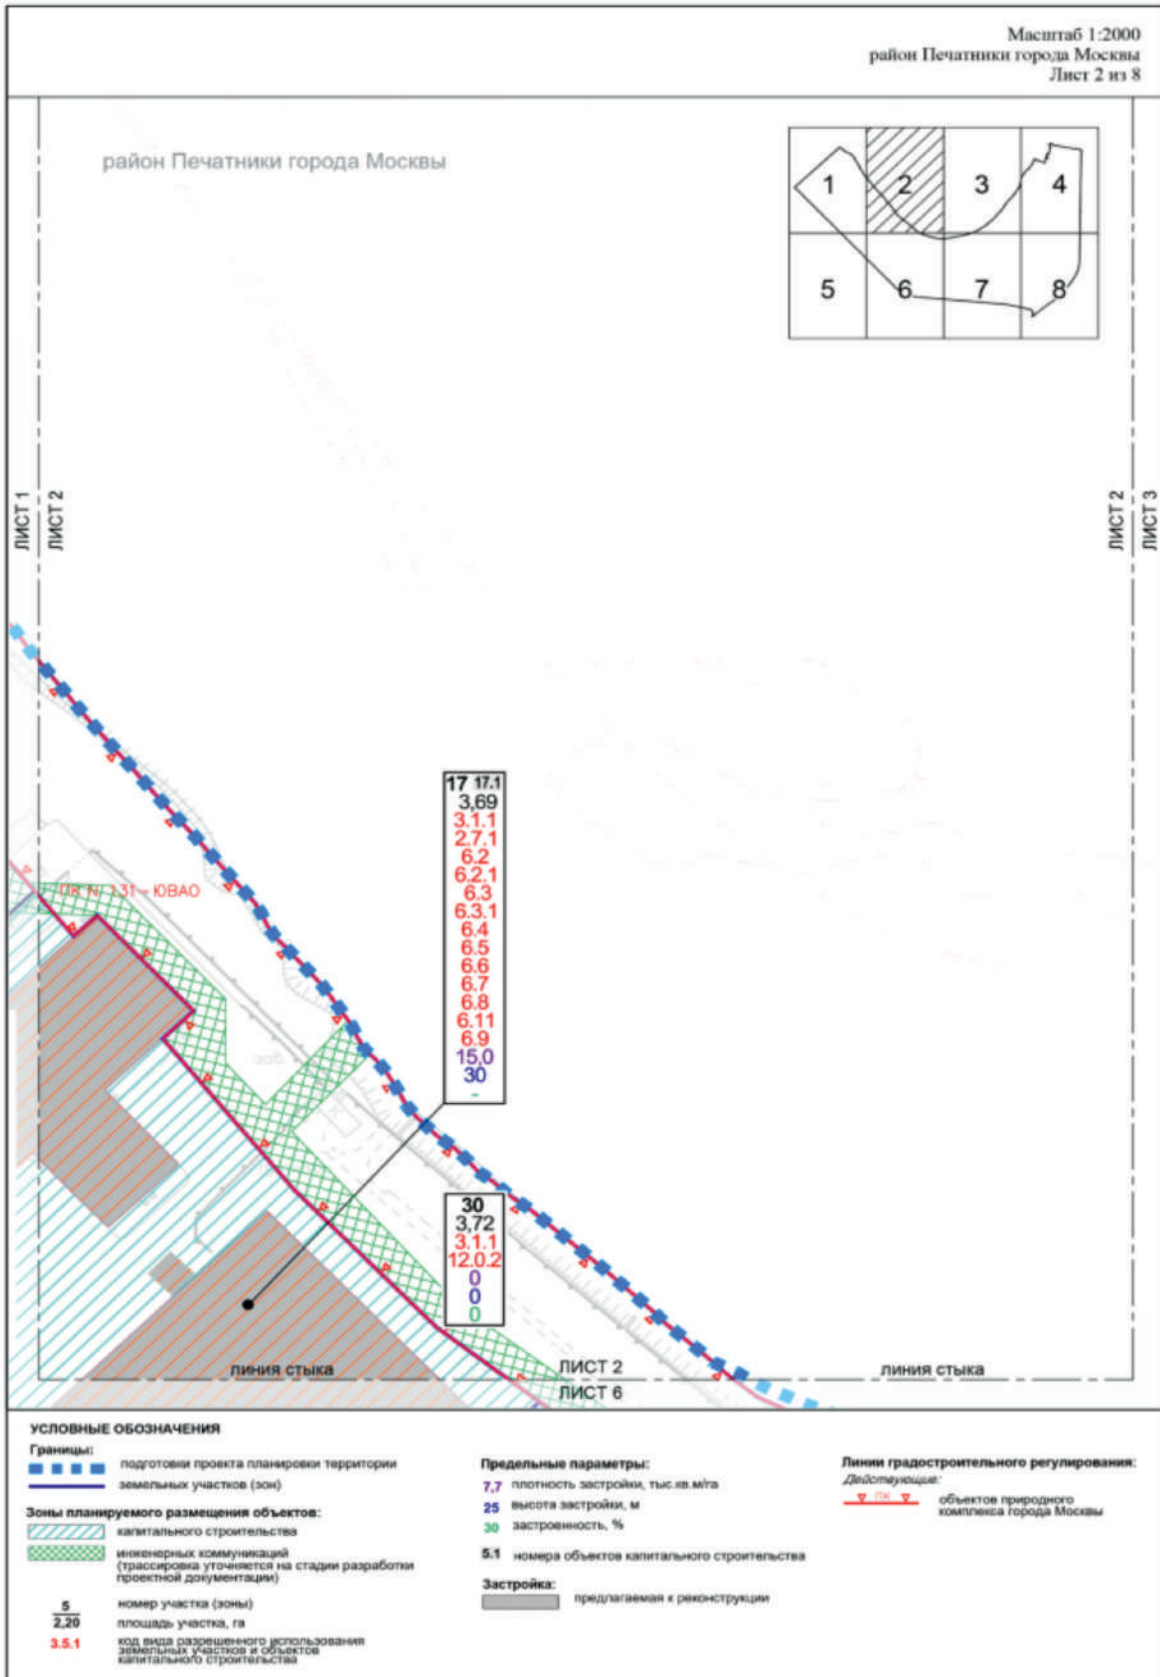 Масштаб 1:2000
район Печатники города Москвы
Лист 2 из 8
район Печатники города Москвы
1
2
3
4
5
6
7
8
ЛИСТ 1
ЛИСТ 2
ЛИСТ 2
ЛИСТ 3
17 17.1
3,69
3.1.1
2.7.1
6.2
6.2.1
6.3
6.3.1
6.4
6.5
6.6
6.7
6.8
6.11
6.9
15,0
30
-
ПК N 131 - ЮВАО
зоо.
30
3,72
3.1.1
12.0.2
0
0
0
ЛИНИЯ СТЫКА
ЛИСТ 2
ЛИНИЯ СТЫКА
ЛИСТ 6
УСЛОВНЫЕ ОБОЗНАЧЕНИЯ
Границы:
подготовки проекта планировки территории
земельных участков (зон)
Зоны планируемого размещения объектов:
капитального строительства
инженерных коммуникаций
(трассировка уточняется на стадии разработки
проектной документации)
5 номер участка (зоны)
2,20 площадь участка, га
3.5.1 код вида разрешенного использования
земельных участков и объектов
капитального строительства
Предельные параметры:
7,7 плотность застройки, тыс.кв.м/га
25 высота застройки, м
30 застроенность, %
5.1 номера объектов капитального строительства
Застройка:
предлагаемая к реконструкции
Линии градостроительного регулирования:
Действующие:
ПК объектов природного
комплекса города Москвы